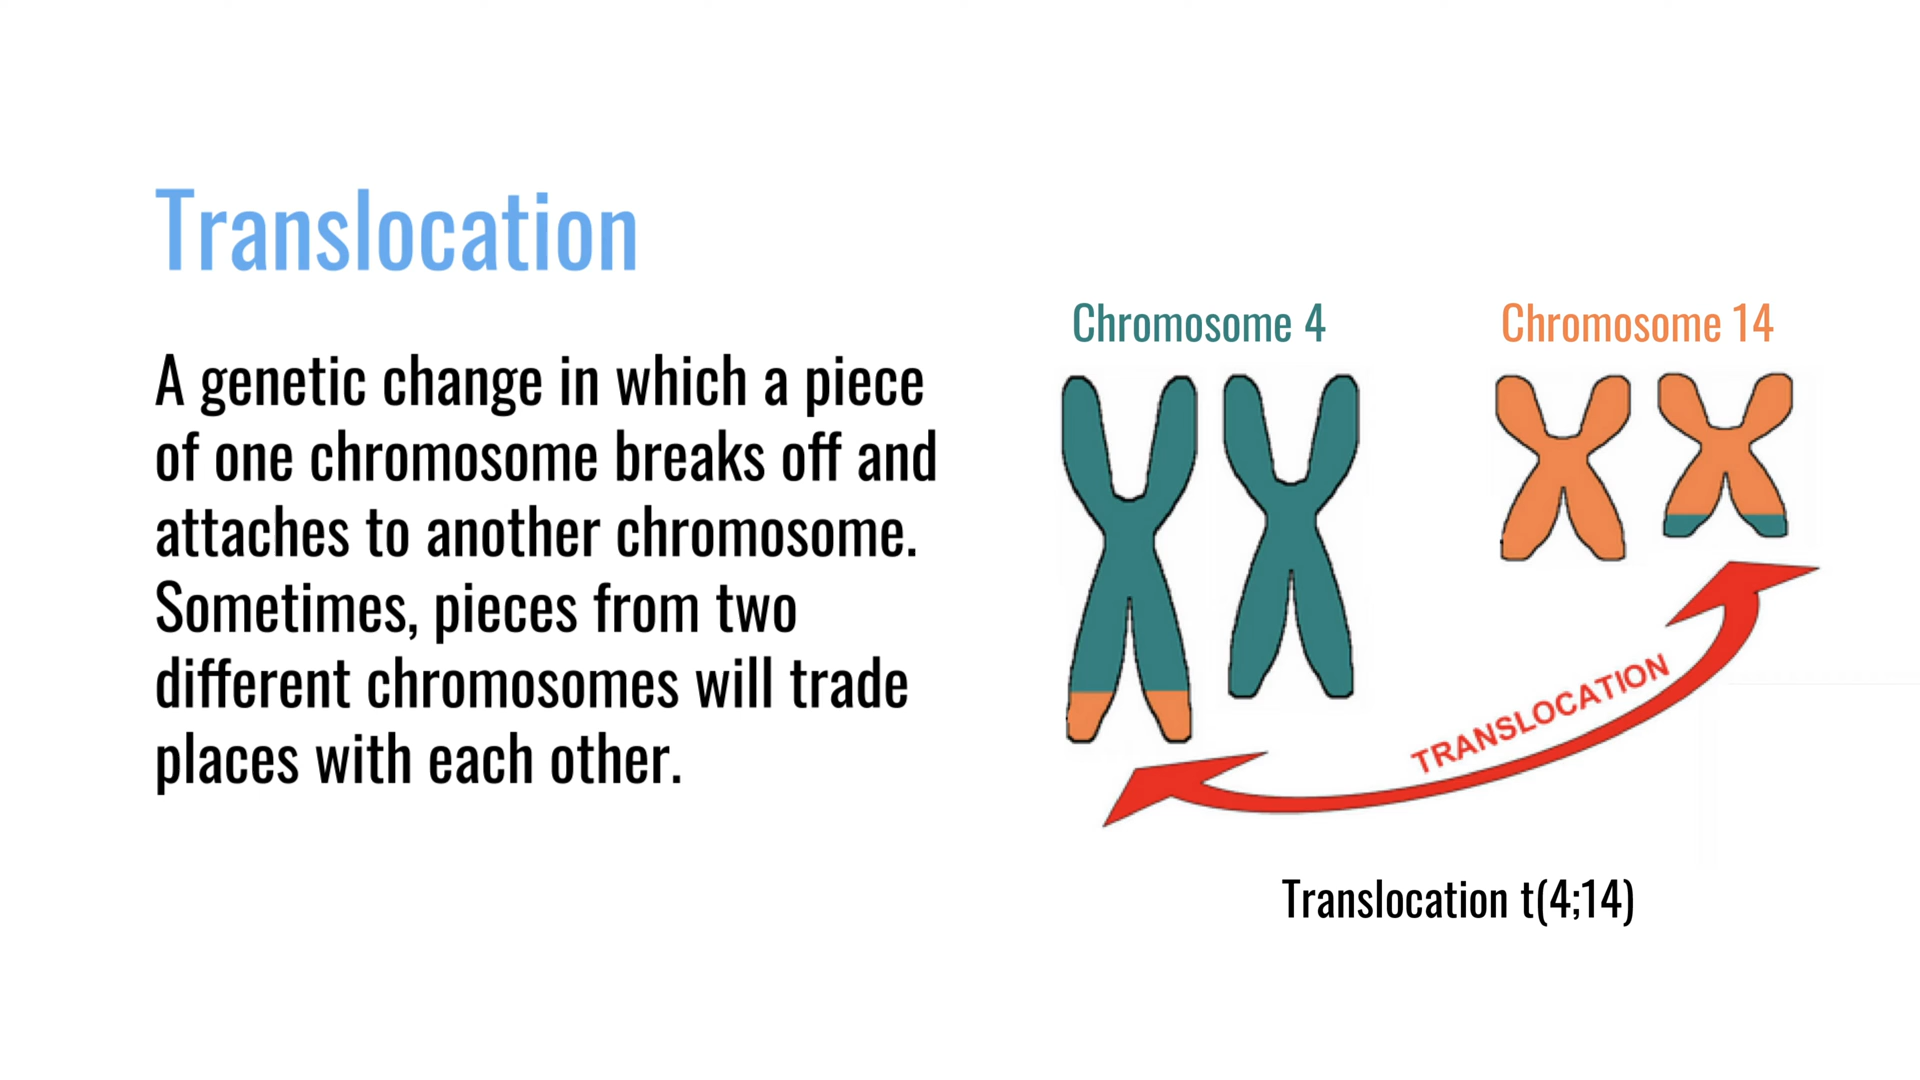 Translocation
A genetic change in which a piece
of one chromosome breaks off and
attaches to another chromosome.
Sometimes, pieces from two
different chromosomes will trade
places with each other.
Chromosome 4
Chromosome 14
TRANSLOCATION
Translocation t(4;14)